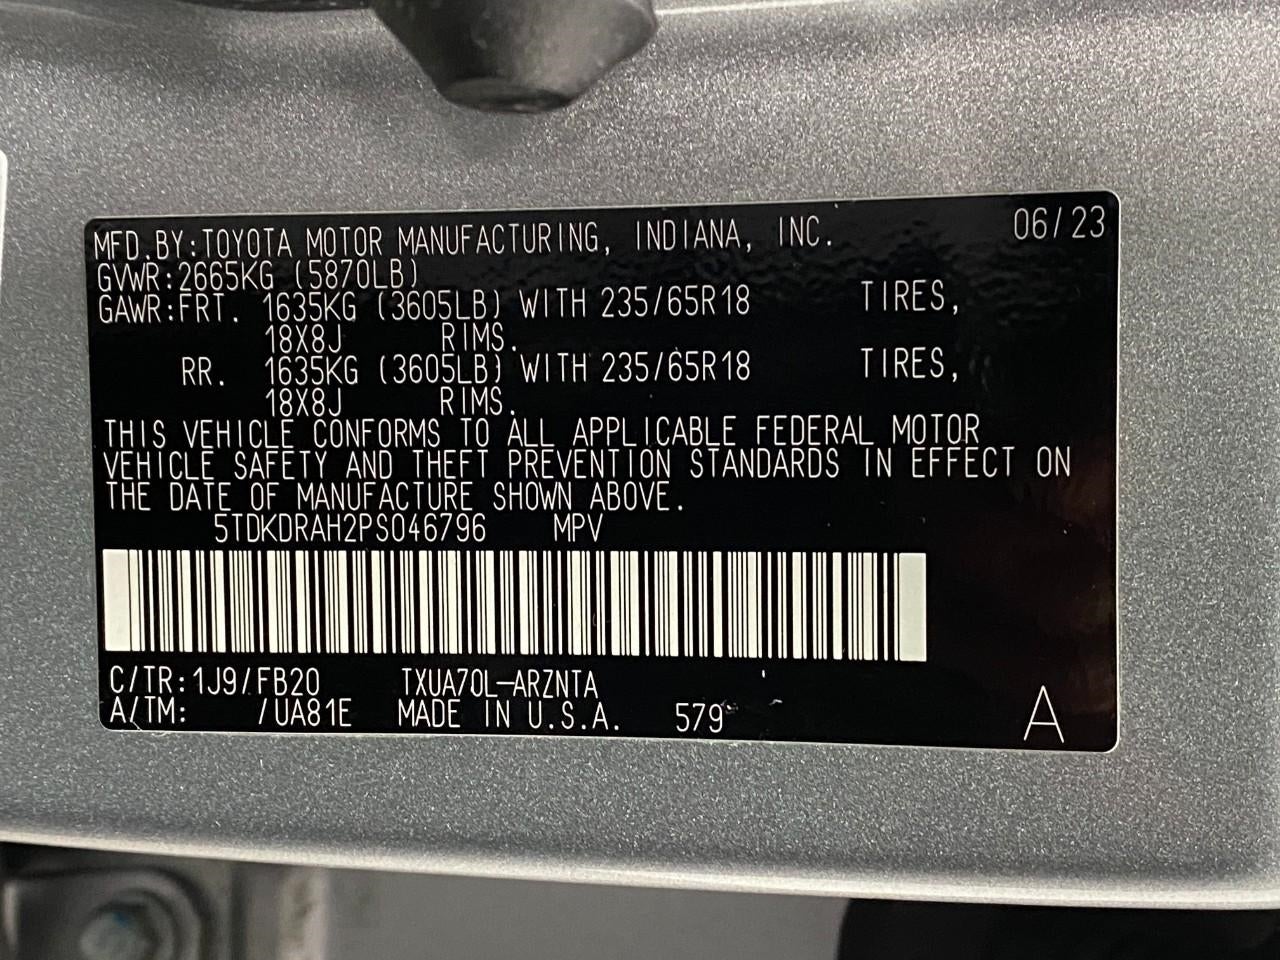 MFD.BY:TOYOTA MOTOR MANUFACTURING, INDIANA, INC. 06/23
GVWR:2665KG (5870LB)
GAWR:FRT. 1635KG (3605LB) WITH 235/65R18 TIRES,
18X8J RIMS.
RR. 1635KG (3605LB) WITH 235/65R18 TIRES,
18X8J RIMS.
THIS VEHICLE CONFORMS TO ALL APPLICABLE FEDERAL MOTOR
VEHICLE SAFETY AND THEFT PREVENTION STANDARDS IN EFFECT ON
THE DATE OF MANUFACTURE SHOWN ABOVE.
5TDKDRAH2PS046796 MPV
C/TR:1J9/FB20 TXUA70L-ARZNTA
A/TM: /UA81E MADE IN U.S.A. 579 A